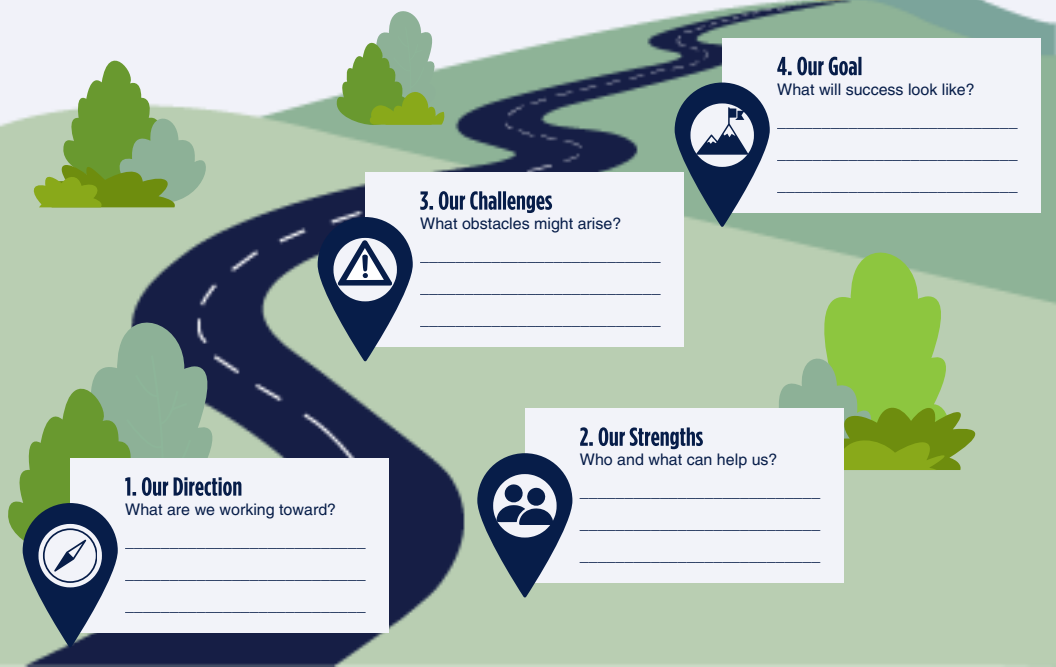 1. Our Direction
What are we working toward?
2. Our Strengths
Who and what can help us?
3. Our Challenges
What obstacles might arise?
4. Our Goal
What will success look like?